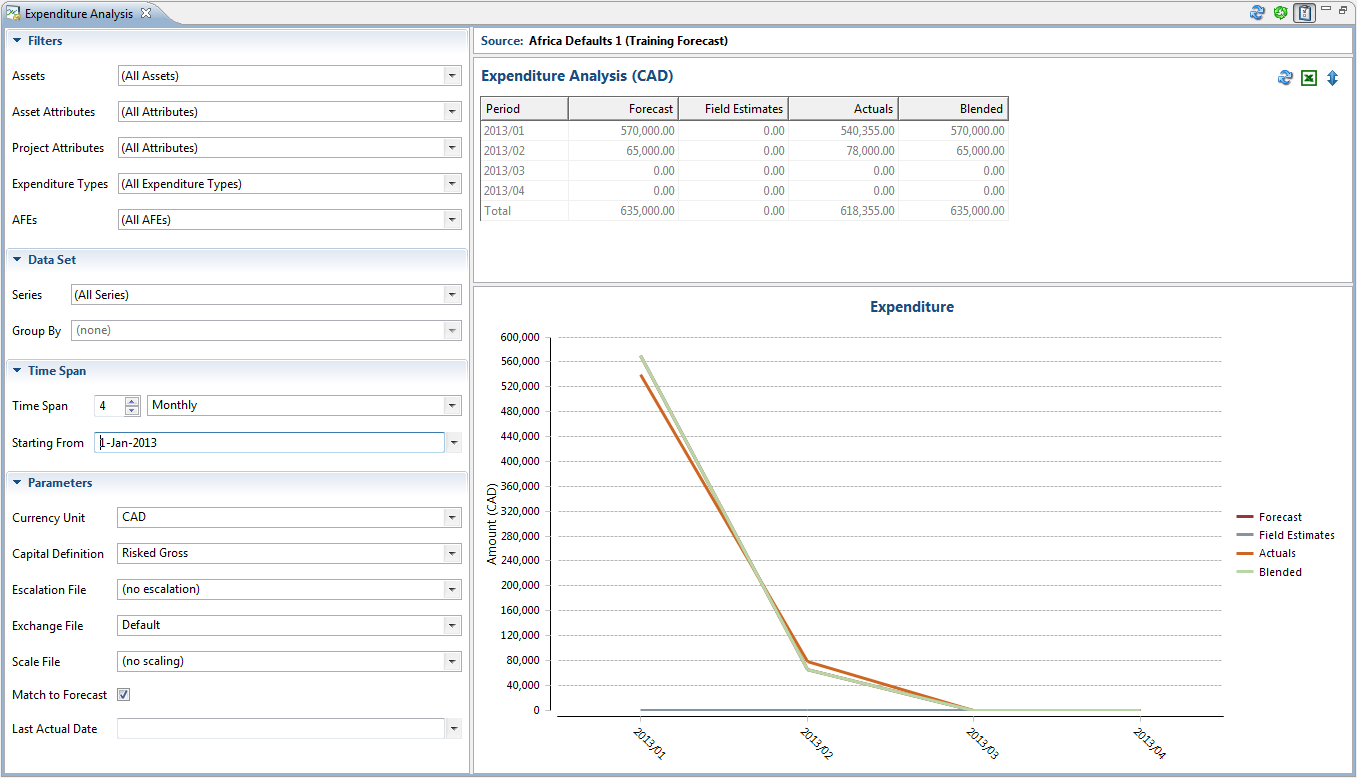 Expenditure Analysis
Filters
Assets (All Assets)
Asset Attributes (All Attributes)
Project Attributes (All Attributes)
Expenditure Types (All Expenditure Types)
AFEs (All AFEs)
Data Set
Series (All Series)
Group By (none)
Time Span
Time Span 4 Monthly
Starting From 1-Jan-2013
Parameters
Currency Unit CAD
Capital Definition Risked Gross
Escalation File (no escalation)
Exchange File Default
Scale File (no scaling)
Match to Forecast
Last Actual Date
Source: Africa Defaults 1 (Training Forecast)
Expenditure Analysis (CAD)
Period Forecast Field Estimates Actuals Blended
2013/01 570,000.00 0.00 540,355.00 570,000.00
2013/02 65,000.00 0.00 78,000.00 65,000.00
2013/03 0.00 0.00 0.00 0.00
2013/04 0.00 0.00 0.00 0.00
Total 635,000.00 0.00 618,355.00 635,000.00
Expenditure
Amount (CAD)
600,000
560,000
520,000
480,000
440,000
400,000
360,000
320,000
280,000
240,000
200,000
160,000
120,000
80,000
40,000
0
2013/01 2013/02 2013/03 2013/04
Forecast
Field Estimates
Actuals
Blended